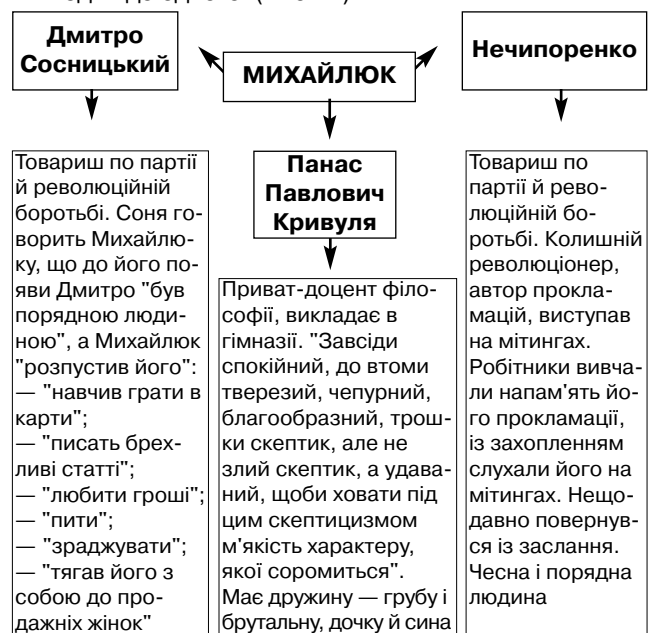 Дмитро
Сосницький
МИХАЙЛЮК
Нечипоренко
Товариш по партії
й революційній
боротьбі. Соня го-
ворить Михайлю-
ку, що до його по-
яви Дмитро "був
порядною люди-
ною", а Михайлюк
"розпустив його":
— "навчив грати в
карти";
— "писать брех-
ливі статті";
— "любити гроші";
— "пити";
— "зраджувати";
— "тягав його з
собою до про-
дажніх жінок"
Панас
Павлович
Кривуля
Приват-доцент філо-
софії, викладає в
гімназії. "Завсіди
спокійний, до втоми
тверезий, чепурний,
благообразний, трош-
ки скептик, але не
злий скептик, а удава-
ний, щоби ховати під
цим скептицизмом
м'якість характеру,
якої соромиться".
Має дружину — грубу і
брутальну, дочку й сина
Товариш по
партії й рево-
люційній бо-
ротьбі. Колишній
революціонер,
автор прокла-
мацій, виступав
на мітингах.
Робітники вивча-
ли напам'ять йо-
го прокламації,
із захопленням
слухали його на
мітингах. Нещо-
давно повернув-
ся із заслання.
Чесна і порядна
людина